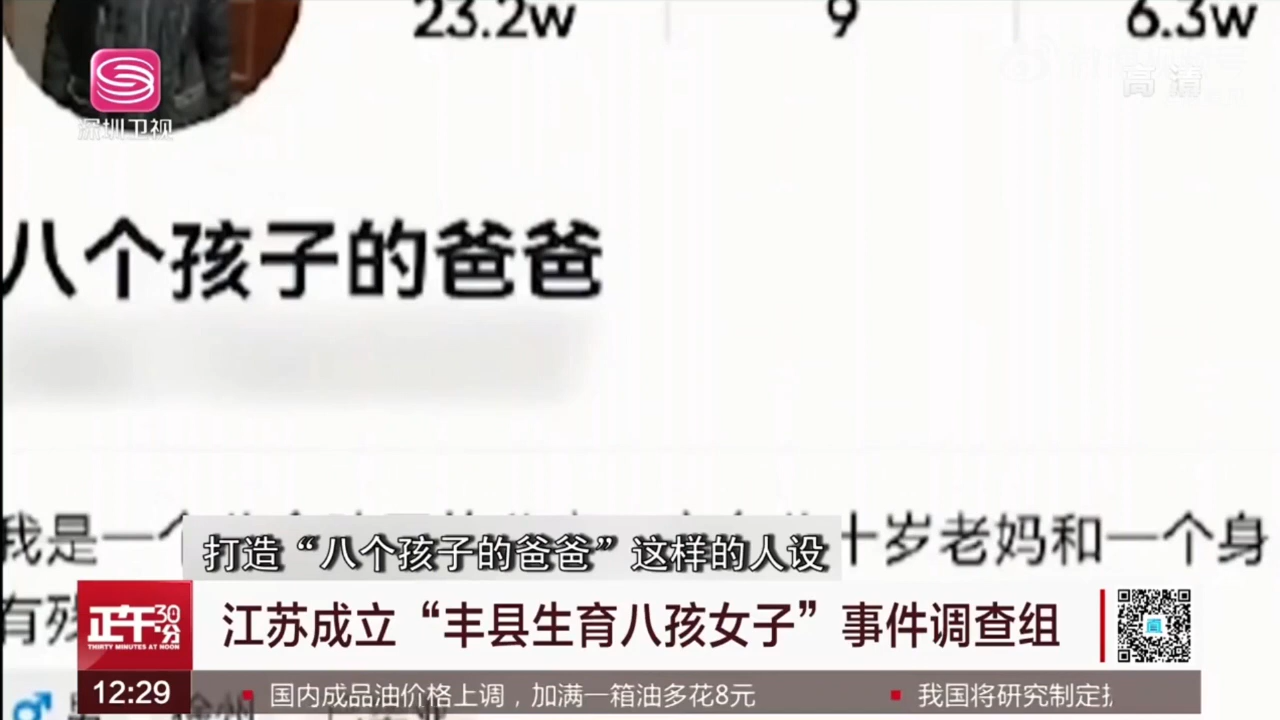 23.2w 9 6.3w
深圳卫视
高清
八个孩子的爸爸
我是一个
十岁老妈和一个身
有残
打造“八个孩子的爸爸”这样的人设
正午30分
THIRTY MINUTES AT NOON
江苏成立“丰县生育八孩女子”事件调查组
12:29
国内成品油价格上调，加满一箱油多花8元
我国将研究制定